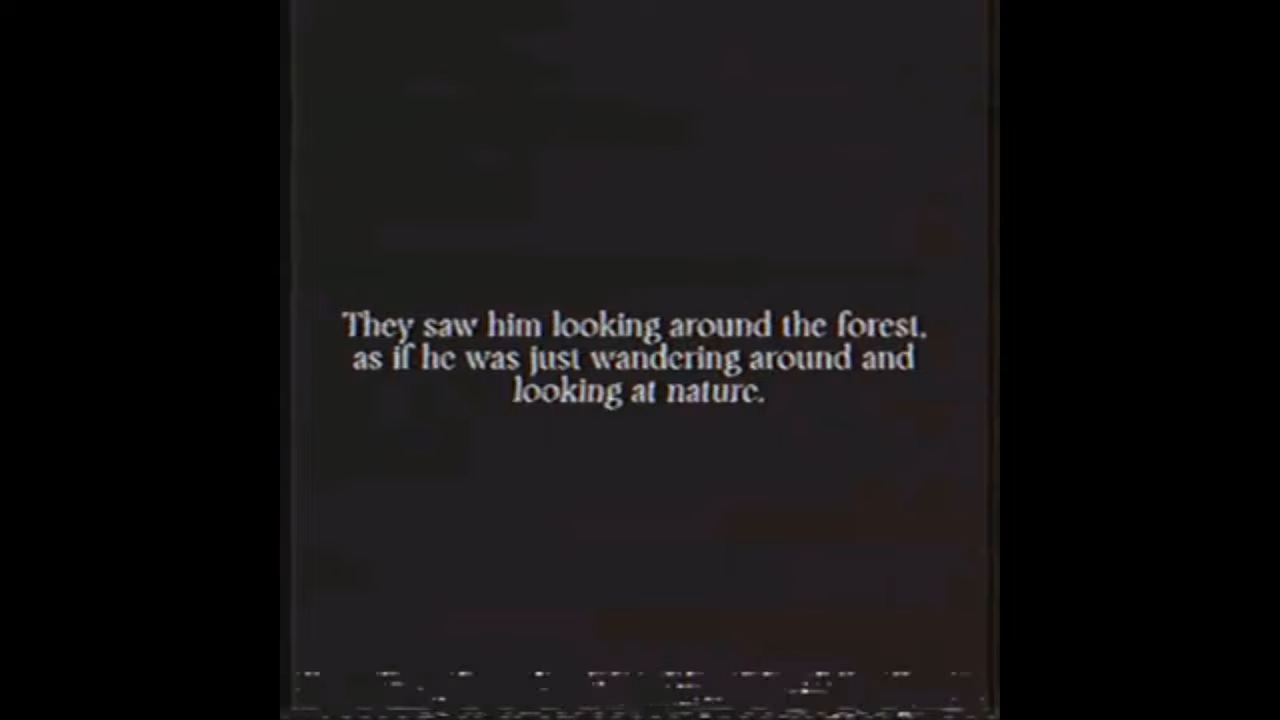 They saw him looking around the forest,
as if he was just wandering around and
looking at nature.